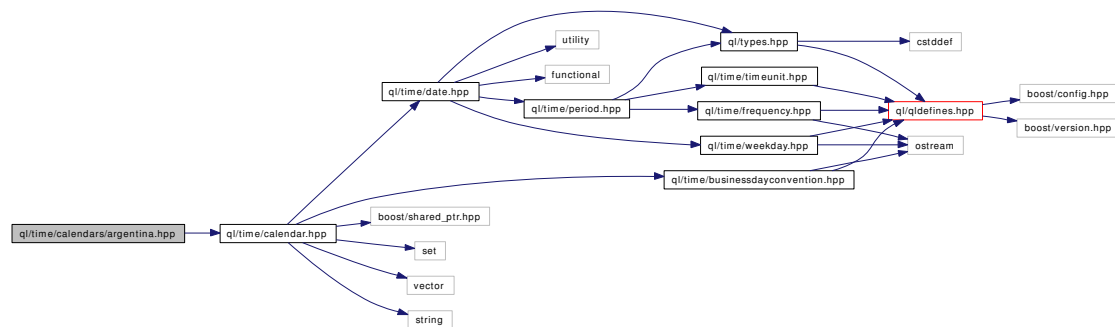 ql/types.hpp
cstddef
utility
functional
ql/time/timeunit.hpp
ql/time/date.hpp
boost/config.hpp
ql/time/period.hpp
ql/time/frequency.hpp
ql/qldefines.hpp
boost/version.hpp
ql/time/weekday.hpp
ostream
ql/time/businessdayconvention.hpp
boost/shared_ptr.hpp
ql/time/calendars/argentina.hpp
ql/time/calendar.hpp
set
vector
string